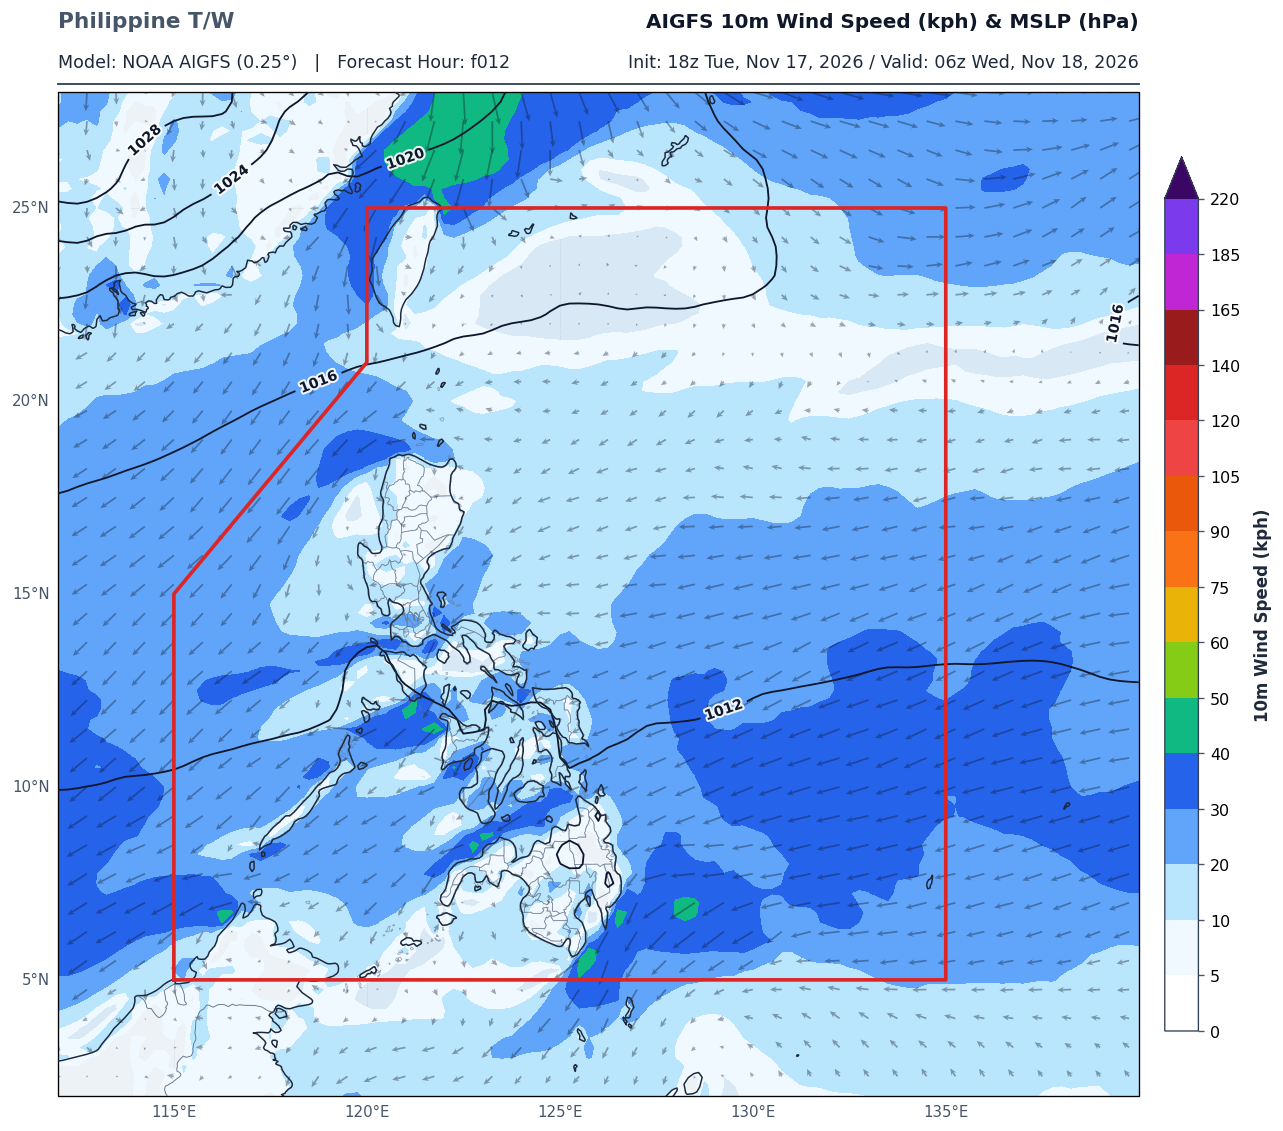 Philippine T/W
AIGFS 10m Wind Speed (kph) & MSLP (hPa)
Model: NOAA AIGFS (0.25°) | Forecast Hour: f012
Init: 18z Tue, Nov 17, 2026 / Valid: 06z Wed, Nov 18, 2026
1028
1024
1020
1016
1016
1012
25°N
20°N
15°N
10°N
5°N
115°E
120°E
125°E
130°E
135°E
220
185
165
140
120
105
90
75
60
50
40
30
20
10
5
0
10m Wind Speed (kph)